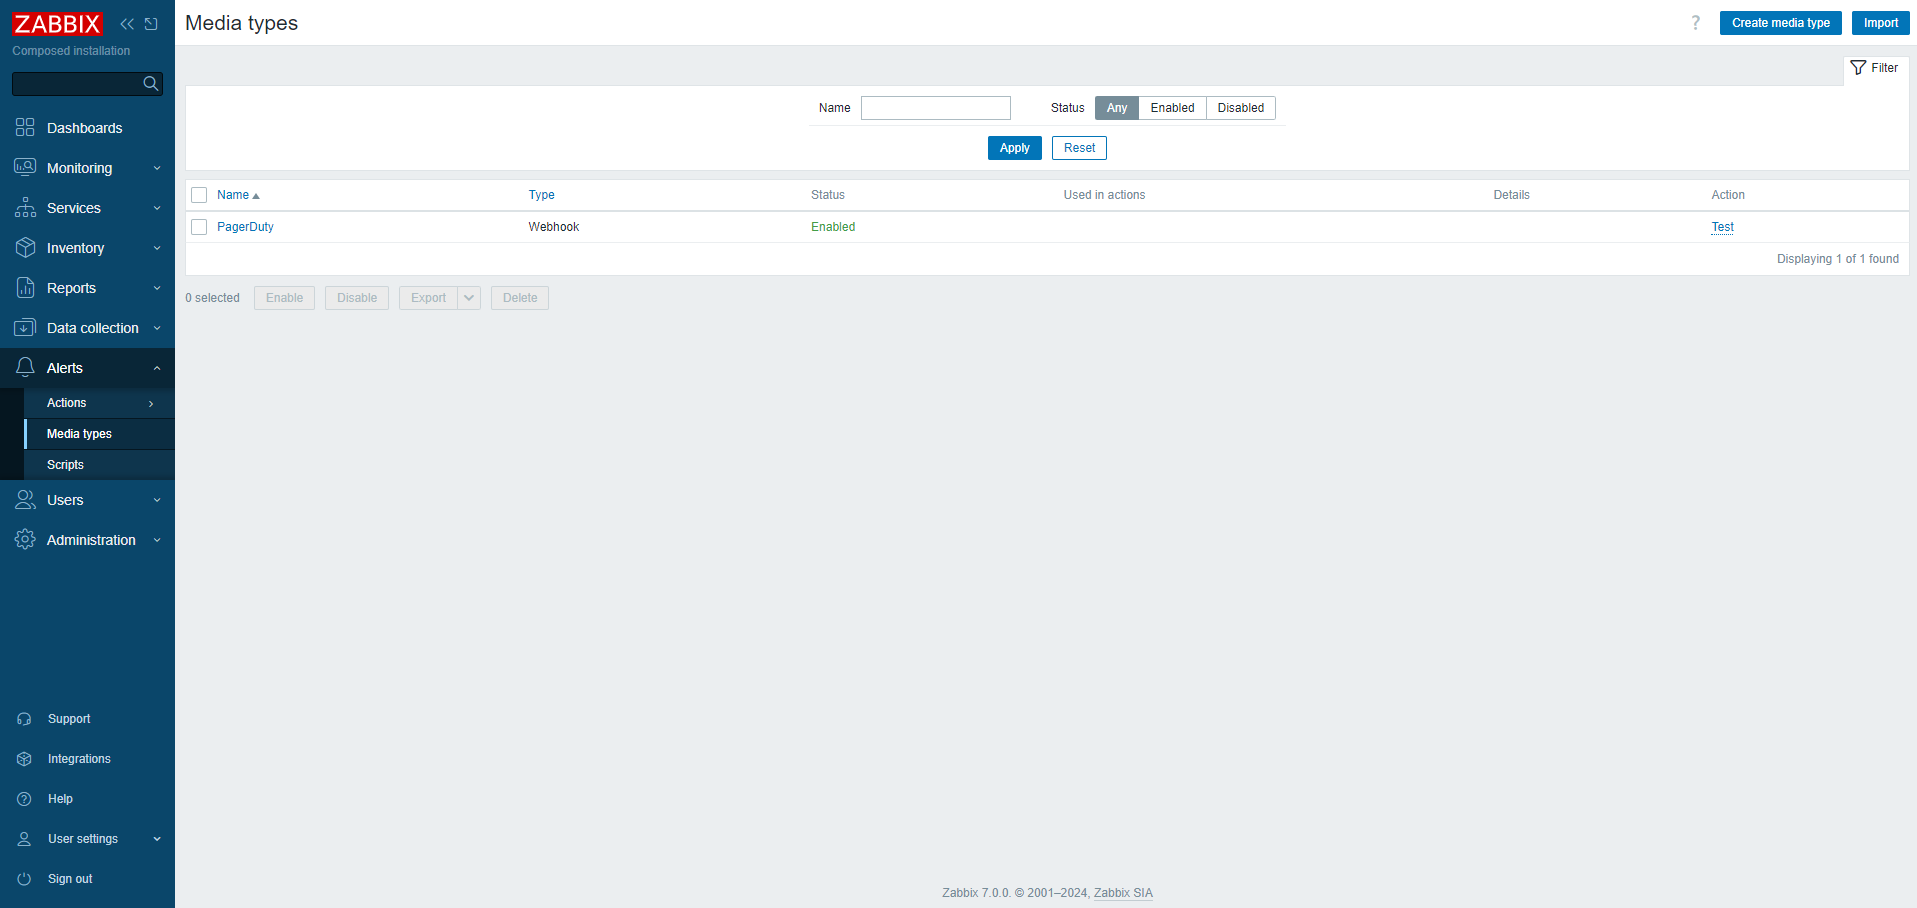 ZABBIX
Composed installation
Dashboards
Monitoring
Services
Inventory
Reports
Data collection
Alerts
Actions
Media types
Scripts
Users
Administration
Support
Integrations
Help
User settings
Sign out
Media types
? Create media type Import
Filter
Name Status Any Enabled Disabled
Apply Reset
Name Type Status Used in actions Details Action
PagerDuty Webhook Enabled Test
Displaying 1 of 1 found
0 selected Enable Disable Export Delete
Zabbix 7.0.0. © 2001–2024, Zabbix SIA